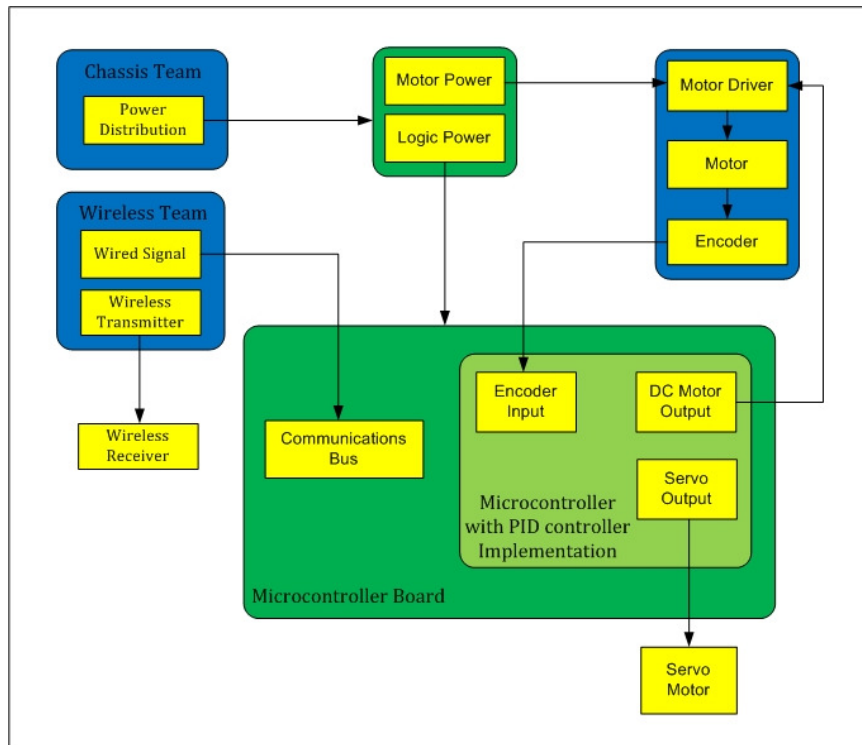 Chassis Team
Power
Distribution
Motor Power
Logic Power
Motor Driver
Motor
Encoder
Wireless Team
Wired Signal
Wireless
Transmitter
Wireless
Receiver
Communications
Bus
Encoder
Input
DC Motor
Output
Servo
Output
Microcontroller
with PID controller
Implementation
Microcontroller Board
Servo
Motor